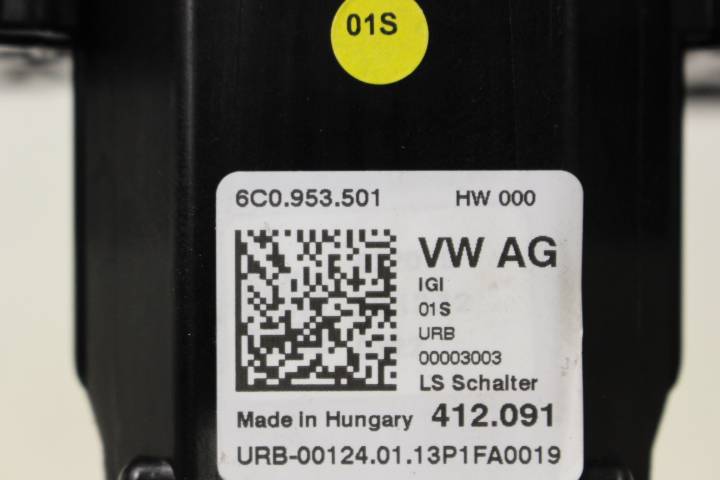 01S
6C0.953.501 HW 000
VW AG
IGI
01S
URB
00003003
LS Schalter
Made in Hungary 412.091
URB-00124.01.13P1FA0019